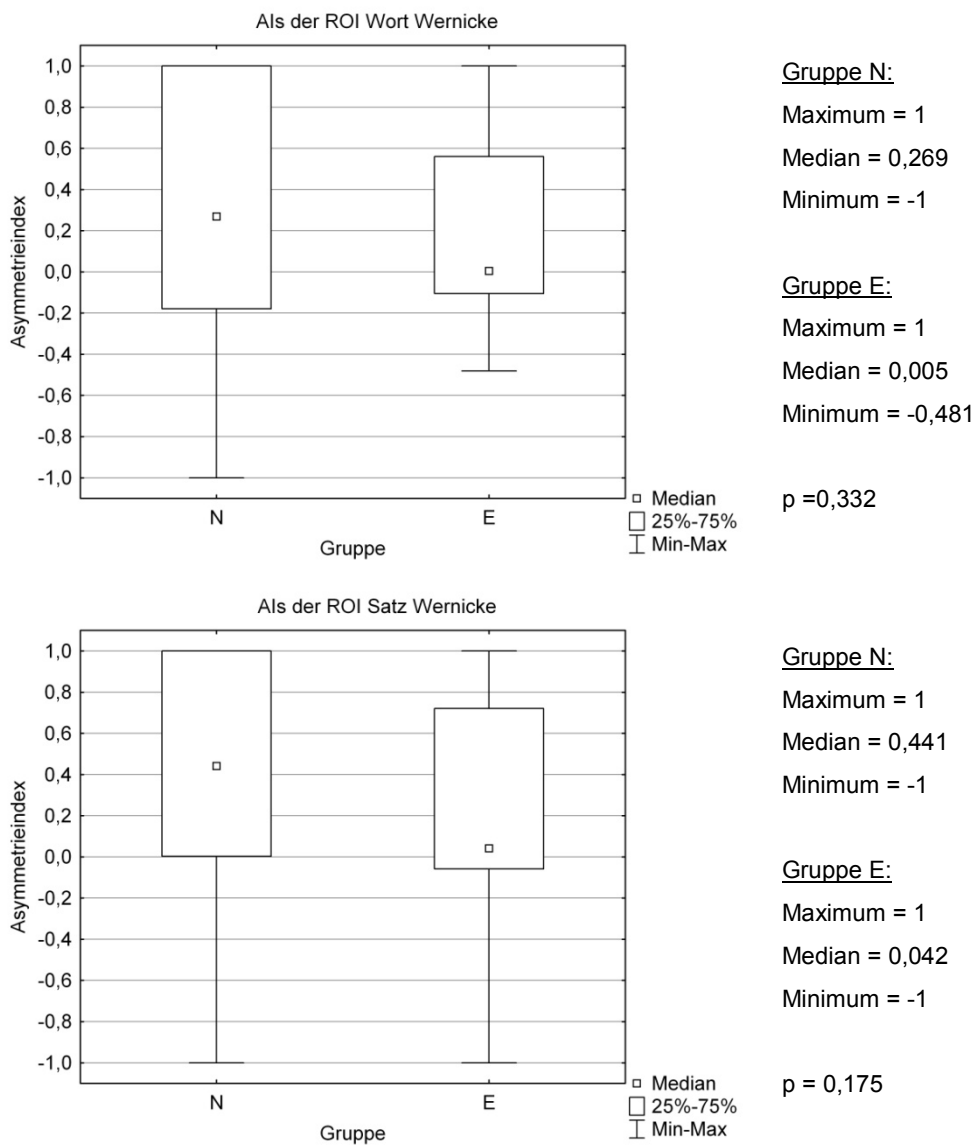 AIs der ROI Wort Wernicke
1,0
0,8
0,6
0,4
0,2
0,0
-0,2
-0,4
-0,6
-0,8
-1,0
Asymmetrieindex
N E
Gruppe
Median
25%-75%
Min-Max
Gruppe N:
Maximum = 1
Median = 0,269
Minimum = -1
Gruppe E:
Maximum = 1
Median = 0,005
Minimum = -0,481
p =0,332
AIs der ROI Satz Wernicke
1,0
0,8
0,6
0,4
0,2
0,0
-0,2
-0,4
-0,6
-0,8
-1,0
Asymmetrieindex
N E
Gruppe
Median
25%-75%
Min-Max
Gruppe N:
Maximum = 1
Median = 0,441
Minimum = -1
Gruppe E:
Maximum = 1
Median = 0,042
Minimum = -1
p = 0,175